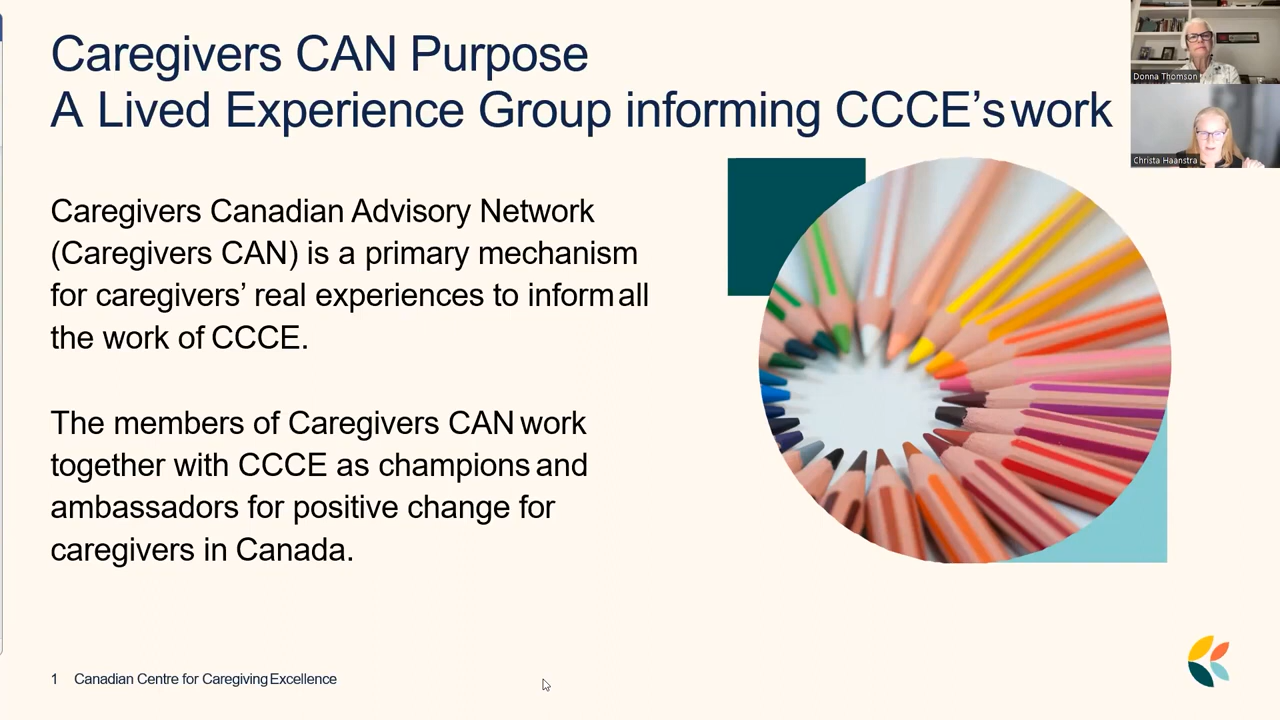 Caregivers CAN Purpose
A Lived Experience Group informing CCCE’s work
Donna Thomson
Christa Haanstra
Caregivers Canadian Advisory Network
(Caregivers CAN) is a primary mechanism
for caregivers’ real experiences to inform all
the work of CCCE.
The members of Caregivers CAN work
together with CCCE as champions and
ambassadors for positive change for
caregivers in Canada.
1 Canadian Centre for Caregiving Excellence